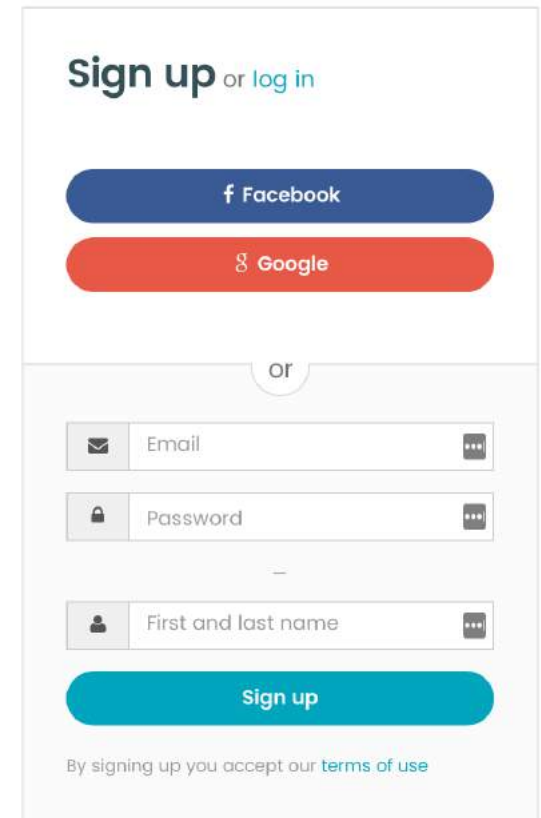 Sign up or log in
f Facebook
g Google
or
Email
Password
–
First and last name
Sign up
By signing up you accept our terms of use